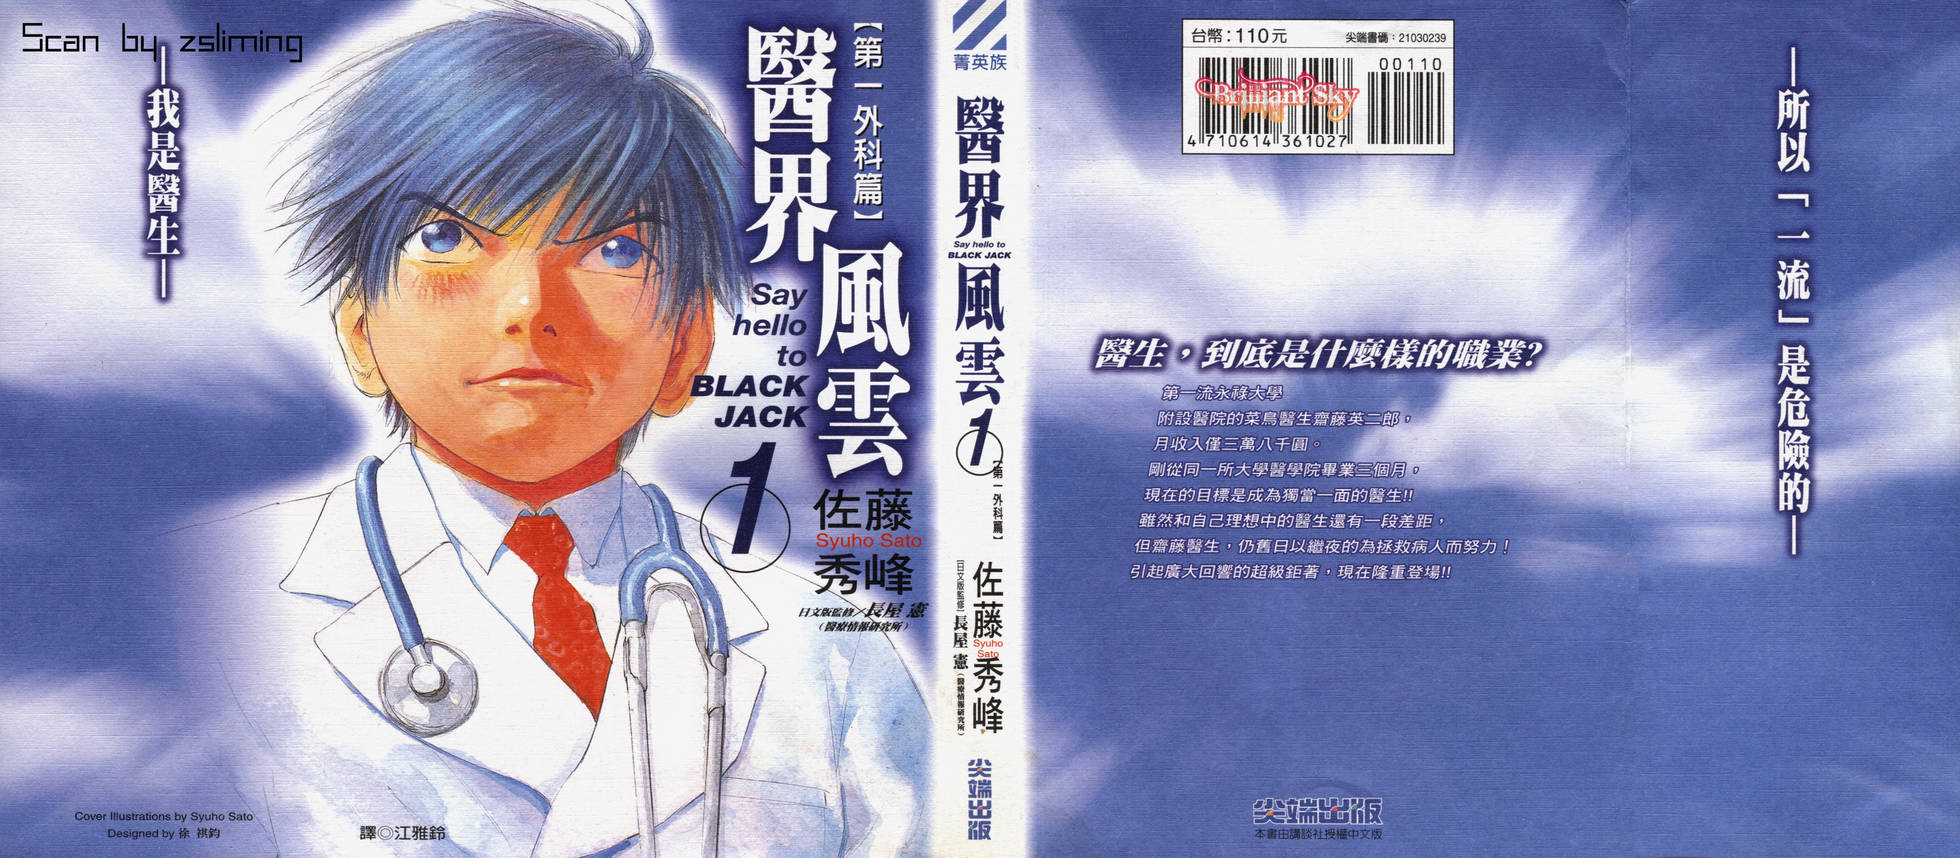 Scan by zsliming
—我是醫生—
Cover Illustrations by Syuho Sato
Designed by 徐 祺鈞
譯◎江雅鈴
【第一外科篇】
醫界風雲
Say
hello
to
BLACK
JACK
1
佐藤
Syuho Sato
秀峰
日文版監修／長屋 憲
（醫療情報研究所）
菁英族
醫界
Say hello to
BLACK JACK
風雲
1
【第一外科篇】
佐藤
Syuho
Sato
秀峰
［日文版監修］長屋 憲（醫療情報研究所）
尖端出版
台幣：110元
尖端書碼：21030239
00110
Brilliant Sky
4 710614 361027
醫生，到底是什麼樣的職業?
第一流永祿大學
附設醫院的菜鳥醫生齋藤英二郎，
月收入僅三萬八千圓。
剛從同一所大學醫學院畢業三個月，
現在的目標是成為獨當一面的醫生!!
雖然和自己理想中的醫生還有一段差距，
但齋藤醫生，仍舊日以繼夜的為拯救病人而努力！
引起廣大回響的超級鉅著，現在隆重登場!!
尖端出版
本書由講談社授權中文版
—所以「一流」是危險的—